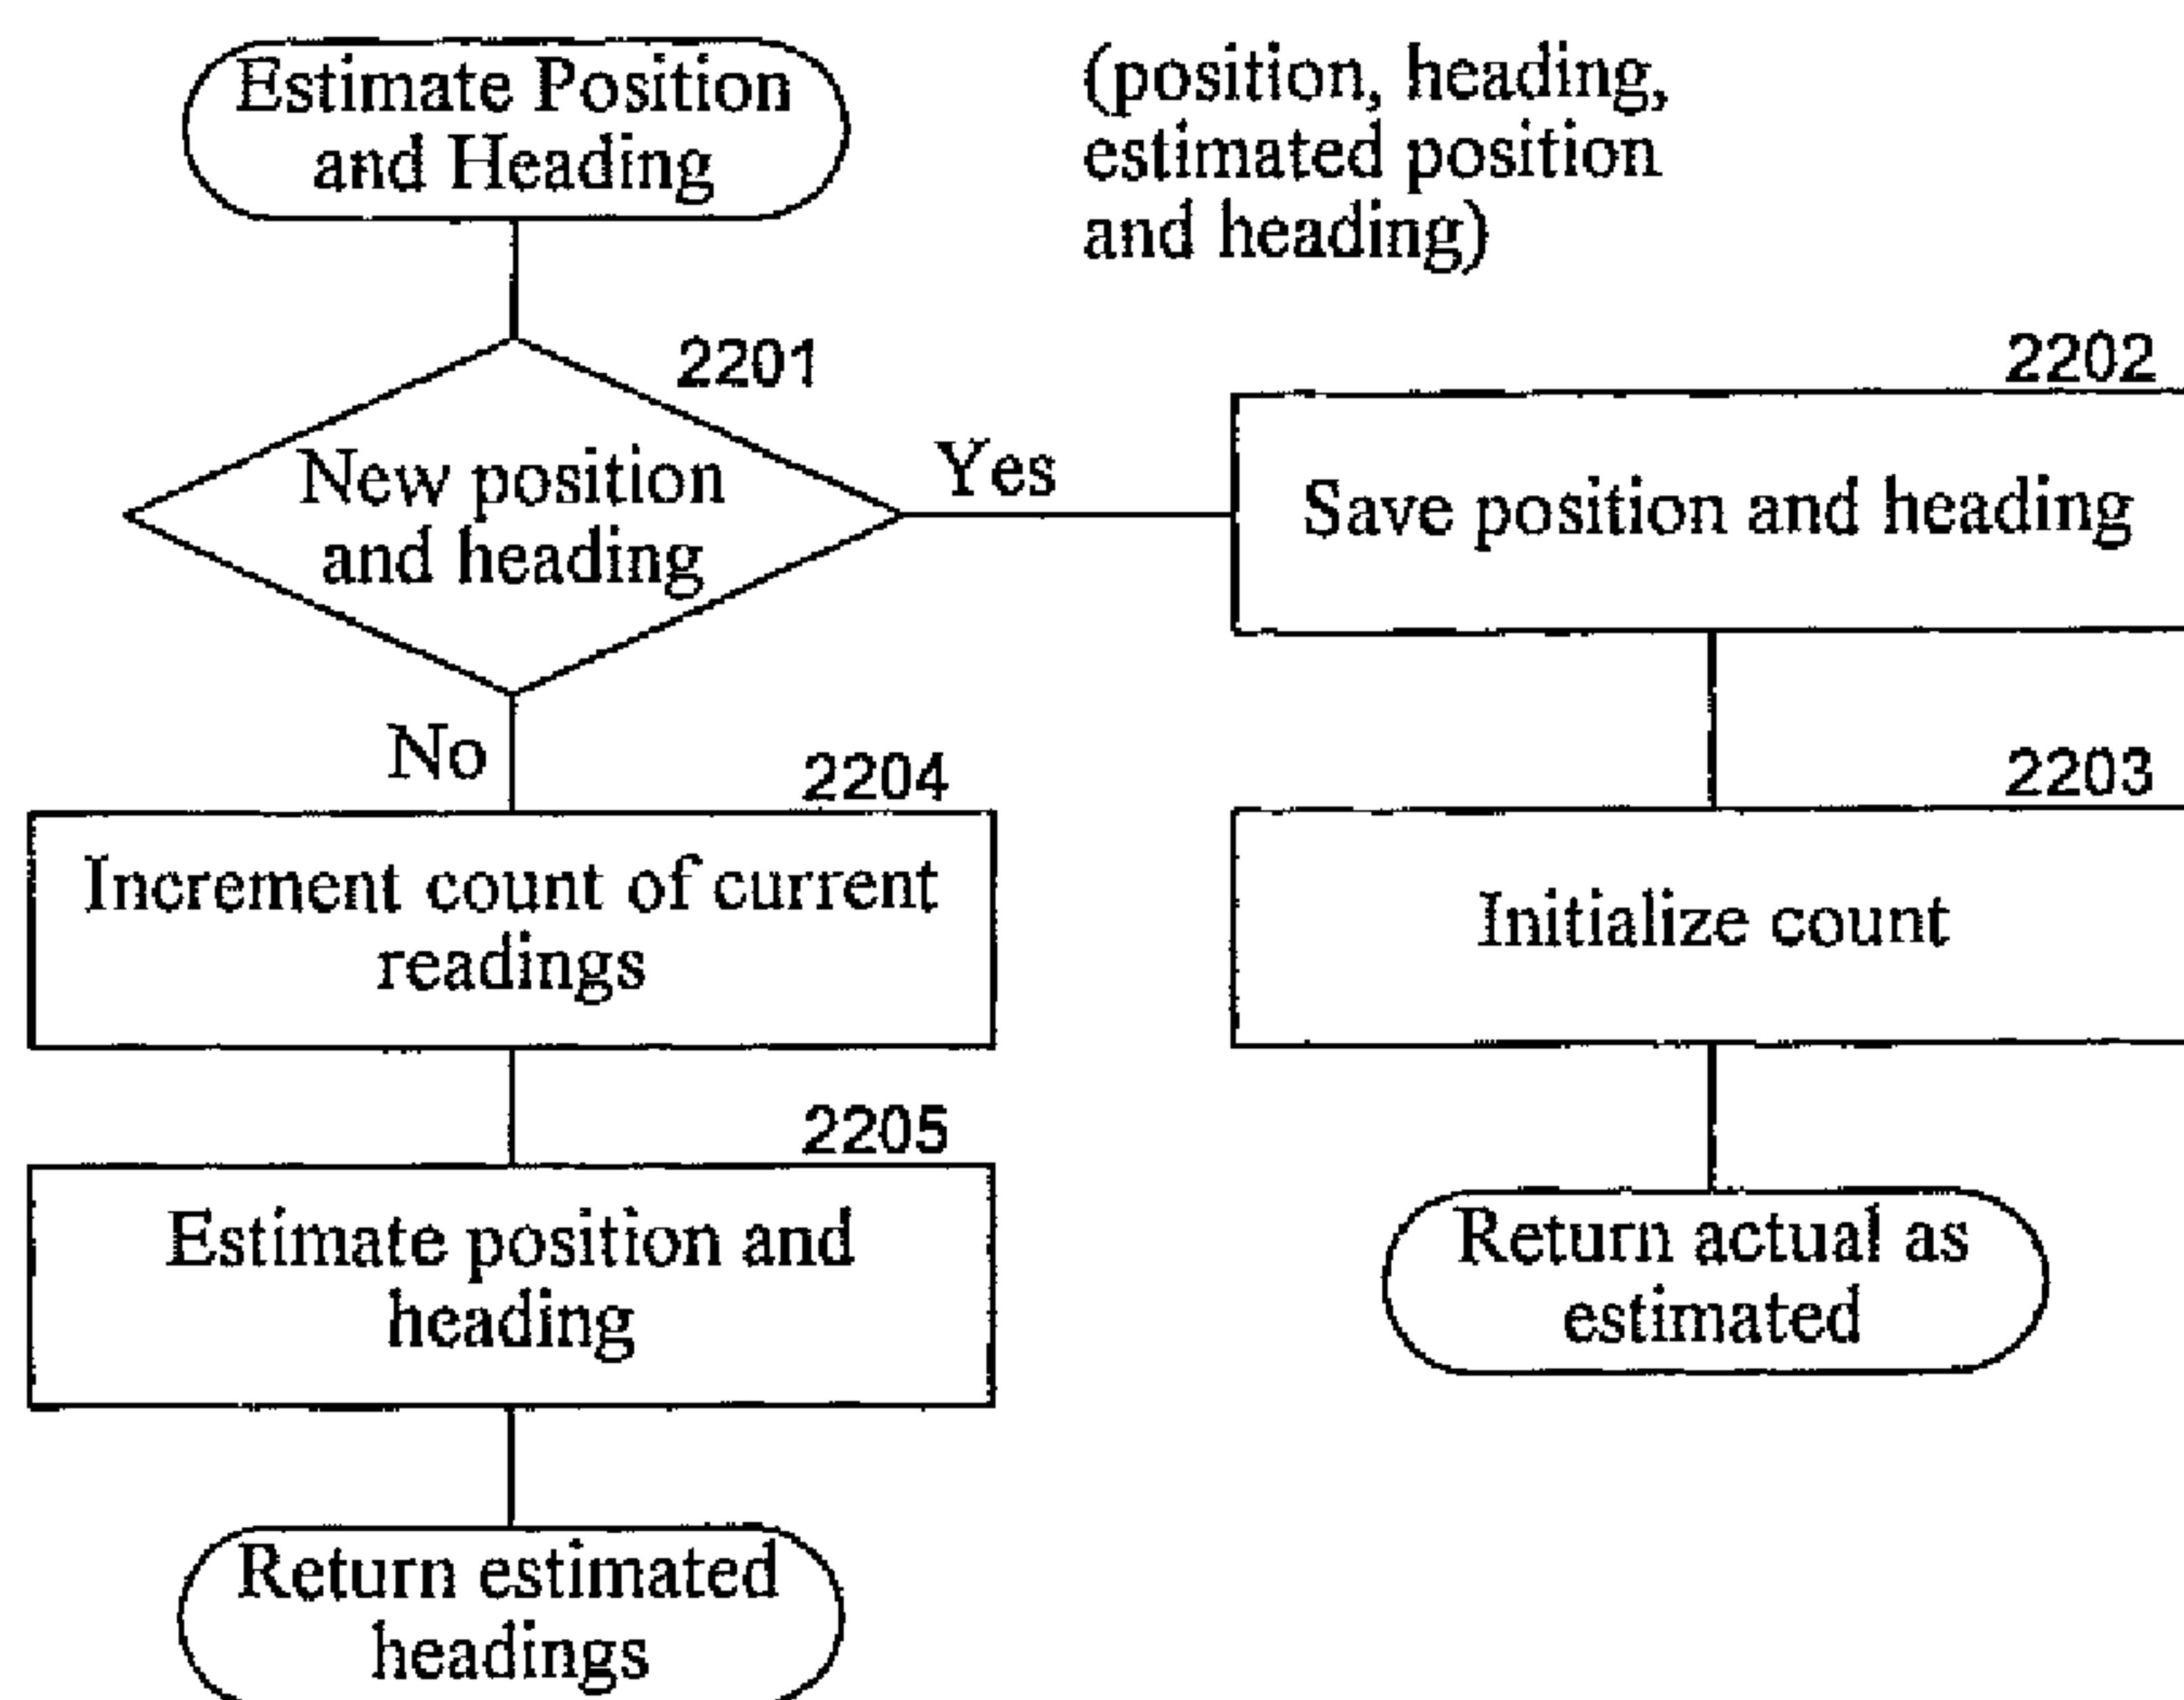 Estimate Position
and Heading
(position, heading,
estimated position
and heading)
2201
New position
and heading
Yes
2202
Save position and heading
No
2204
Increment count of current
readings
2203
Initialize count
2205
Estimate position and
heading
Return actual as
estimated
Return estimated
headings